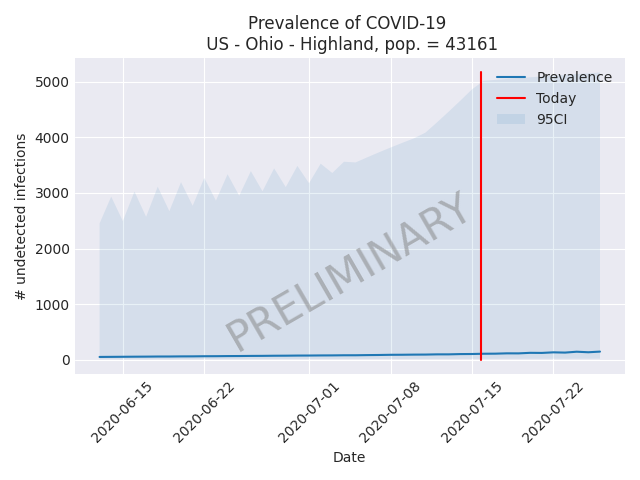 Prevalence of COVID-19
US - Ohio - Highland, pop. = 43161
Prevalence
Today
95CI
5000
4000
3000
2000
1000
0
# undetected infections
PRELIMINARY
2020-06-15
2020-06-22
2020-07-01
2020-07-08
2020-07-15
2020-07-22
Date